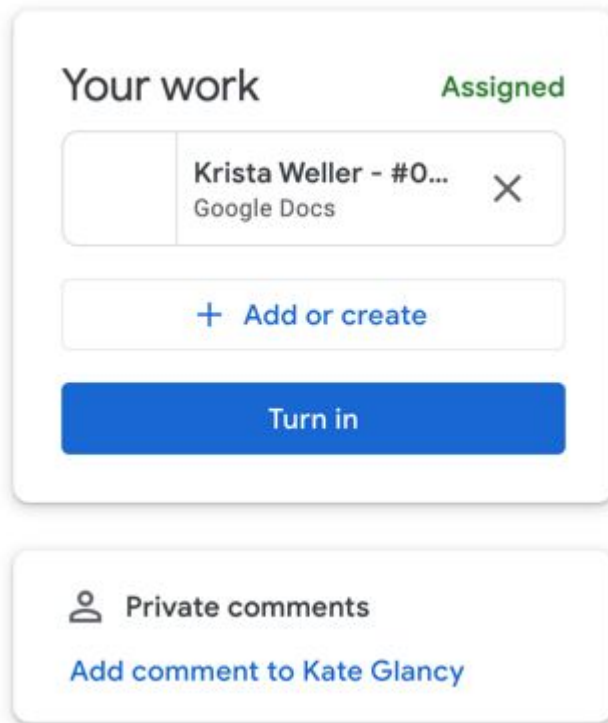 Your work
Assigned
Krista Weller - #0...
Google Docs
+ Add or create
Turn in
Private comments
Add comment to Kate Glancy